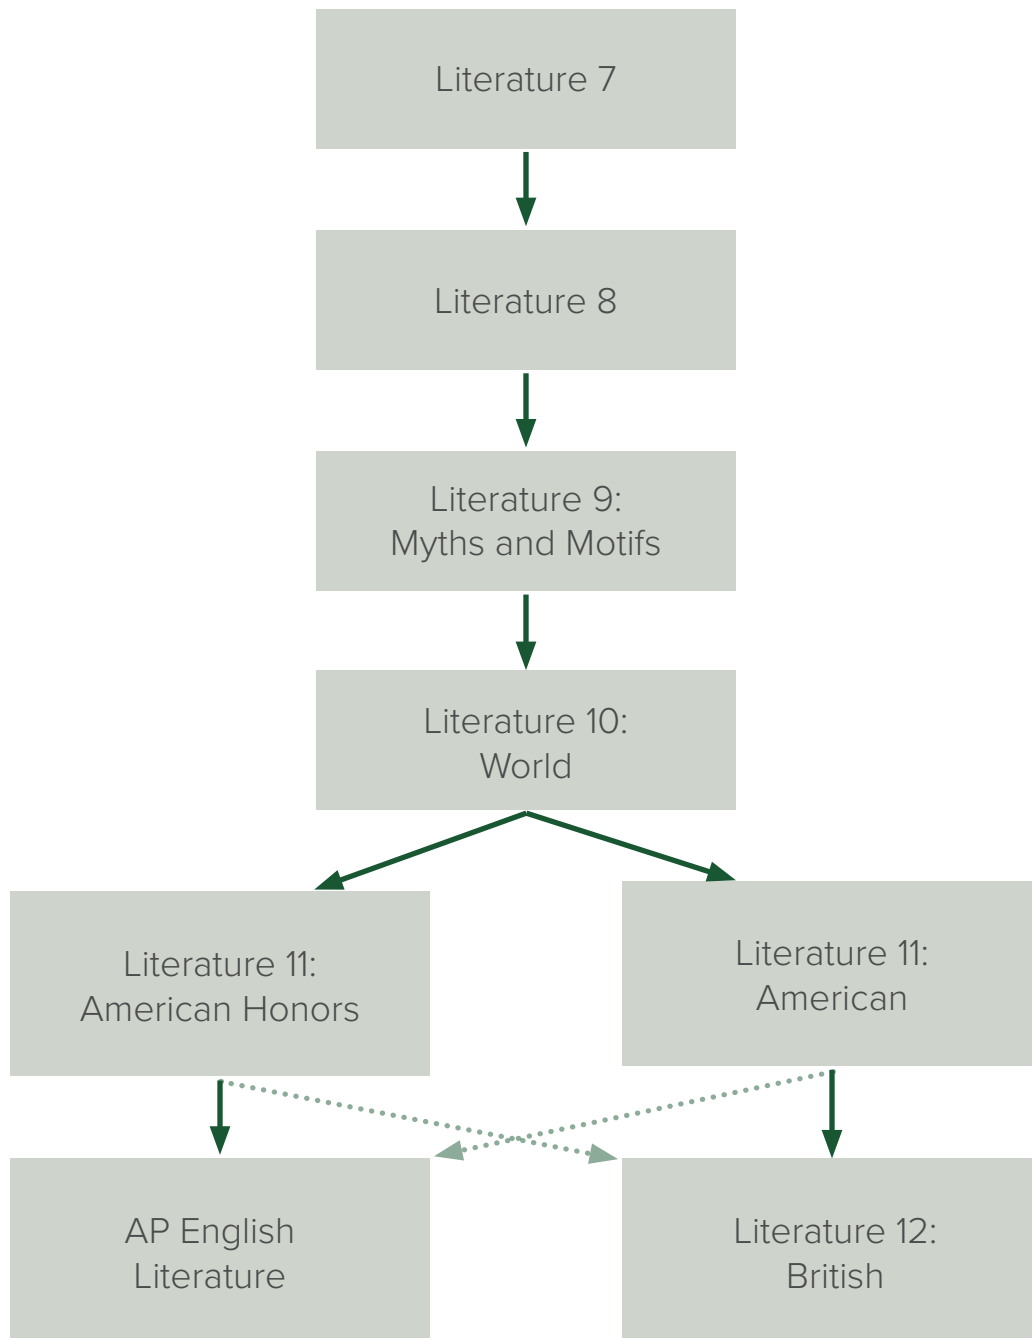 Literature 7
Literature 8
Literature 9:
Myths and Motifs
Literature 10:
World
Literature 11:
American Honors
Literature 11:
American
AP English
Literature
Literature 12:
British